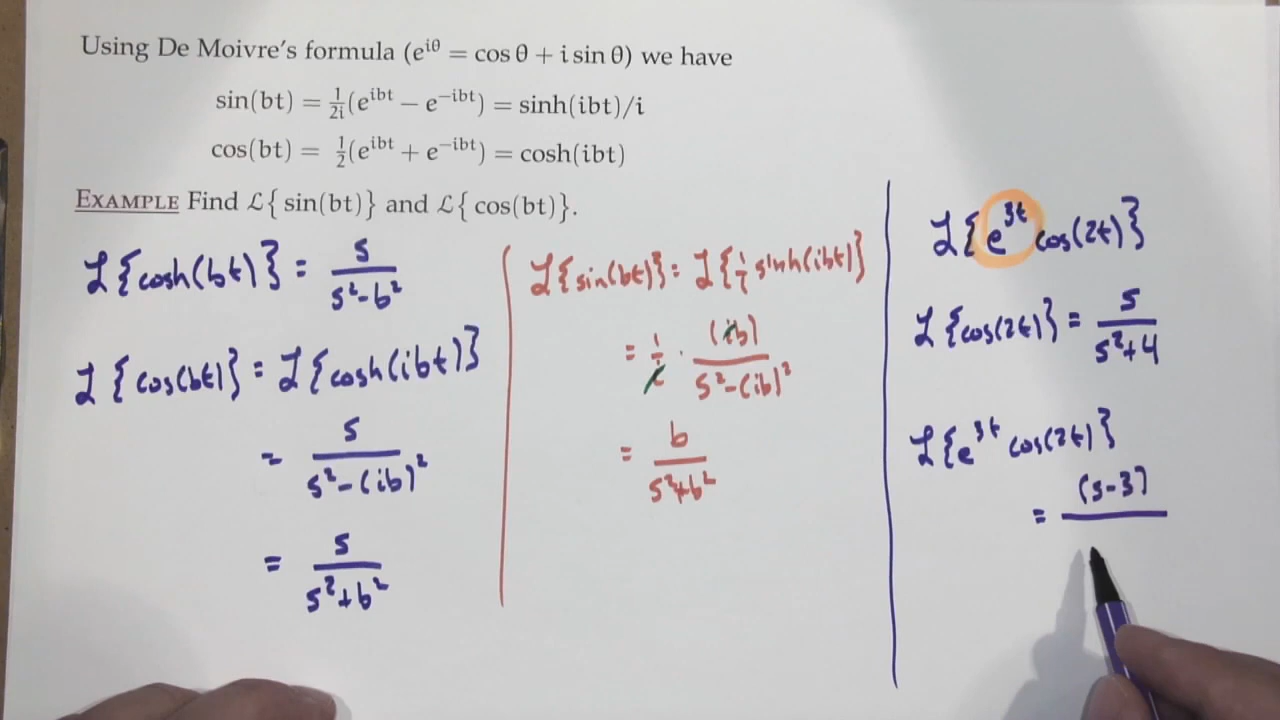 Using De Moivre's formula (e^{iθ} = cos θ + i sin θ) we have
sin(bt) = 1/2i (e^{ibt} − e^{−ibt}) = sinh(ibt)/i
cos(bt) = 1/2 (e^{ibt} + e^{−ibt}) = cosh(ibt)
EXAMPLE Find ℒ{ sin(bt)} and ℒ{ cos(bt)}.
ℒ{cosh(bt)} = s / (s² − b²)
ℒ{cos(bt)} = ℒ{cosh(ibt)}
= s / (s² − (ib)²)
= s / (s² + b²)
ℒ{sin(bt)} = ℒ{1/i sinh(ibt)}
= 1/i · (ib) / (s² − (ib)²)
= b / (s² + b²)
ℒ{e^{3t} cos(2t)}
ℒ{cos(2t)} = s / (s² + 4)
ℒ{e^{3t} cos(2t)}
= (s − 3)